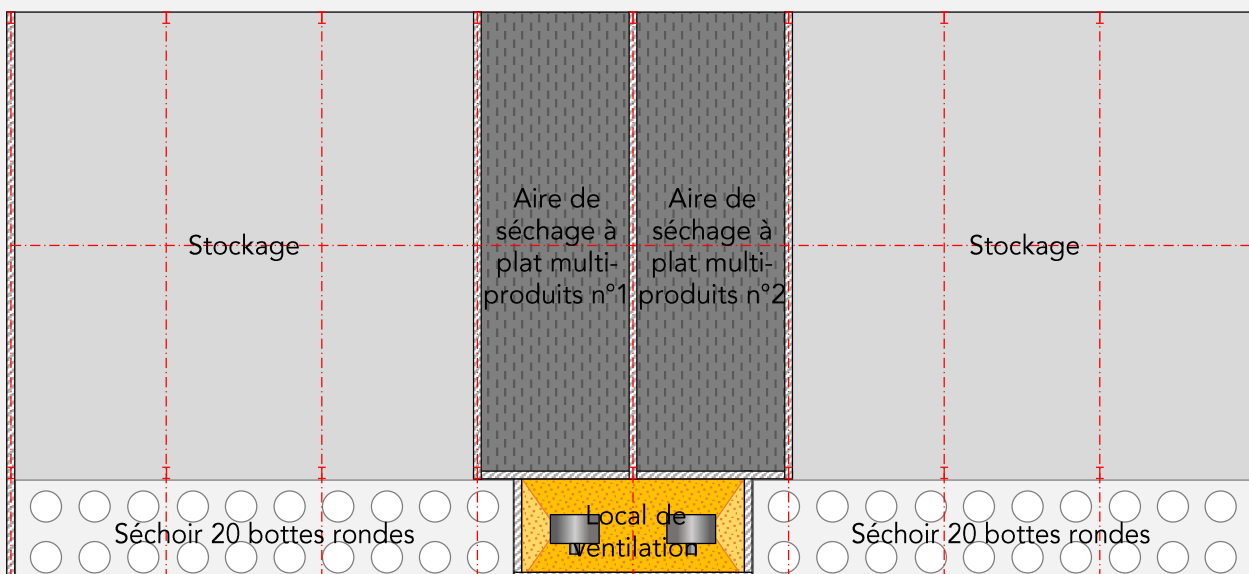 Stockage
Aire de
séchage à
plat multi-
produits n°1
Aire de
séchage à
plat multi-
produits n°2
Stockage
Séchoir 20 bottes rondes
Local de
ventilation
Séchoir 20 bottes rondes